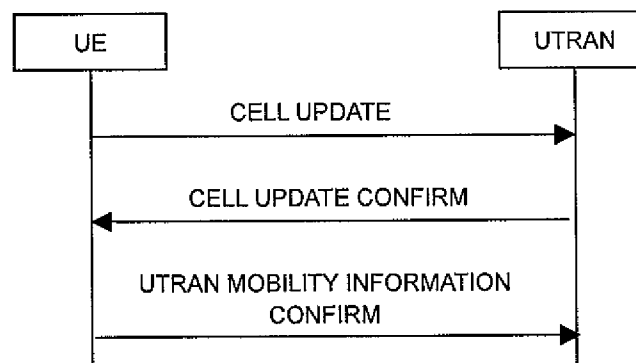 UE
UTRAN
CELL UPDATE
CELL UPDATE CONFIRM
UTRAN MOBILITY INFORMATION
CONFIRM